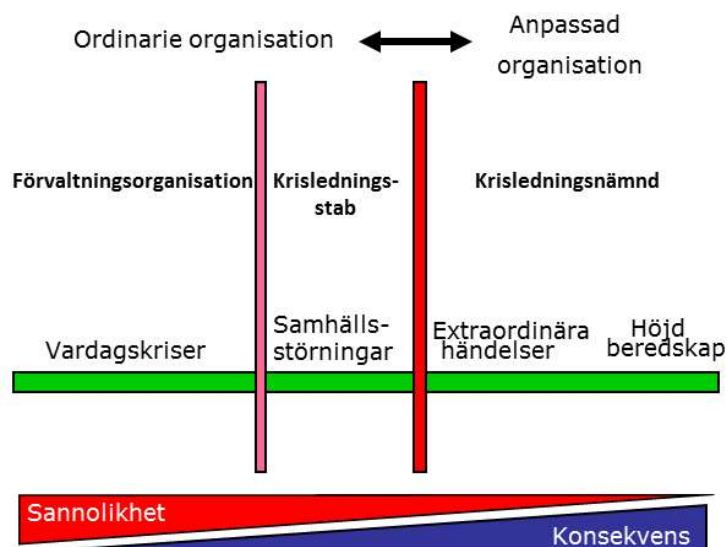 Ordinarie organisation
Anpassad
organisation
Förvaltningsorganisation
Krislednings-
stab
Krisledningsnämnd
Vardagskriser
Samhälls-
störningar
Extraordinära
händelser
Höjd
beredskap
Sannolikhet
Konsekvens